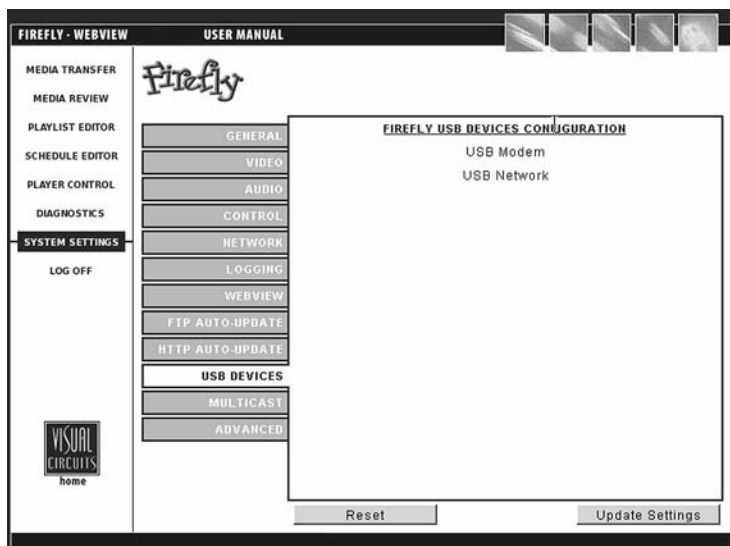 FIREFLY - WEBVIEW
USER MANUAL
MEDIA TRANSFER
MEDIA REVIEW
PLAYLIST EDITOR
SCHEDULE EDITOR
PLAYER CONTROL
DIAGNOSTICS
SYSTEM SETTINGS
LOG OFF
VISUAL
CIRCUITS
home
Firefly
GENERAL
VIDEO
AUDIO
CONTROL
NETWORK
LOGGING
WEBVIEW
FTP AUTO-UPDATE
HTTP AUTO-UPDATE
USB DEVICES
MULTICAST
ADVANCED
FIREFLY USB DEVICES CONFIGURATION
USB Modem
USB Network
Reset
Update Settings